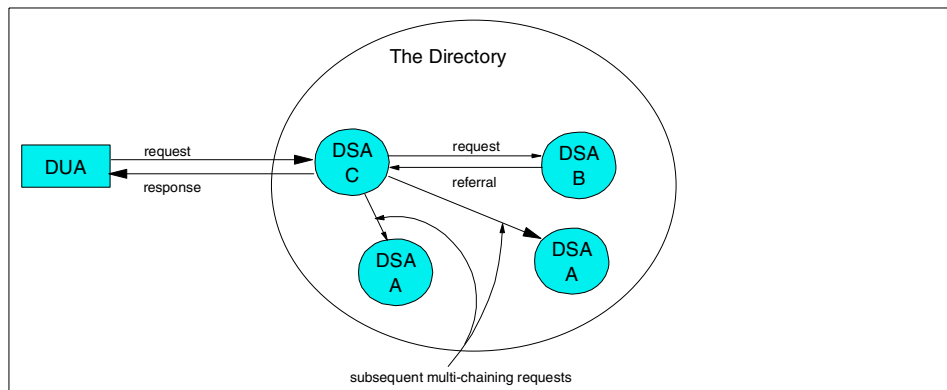 The Directory
DUA
request
response
DSA
C
request
referral
DSA
B
DSA
A
DSA
A
subsequent multi-chaining requests